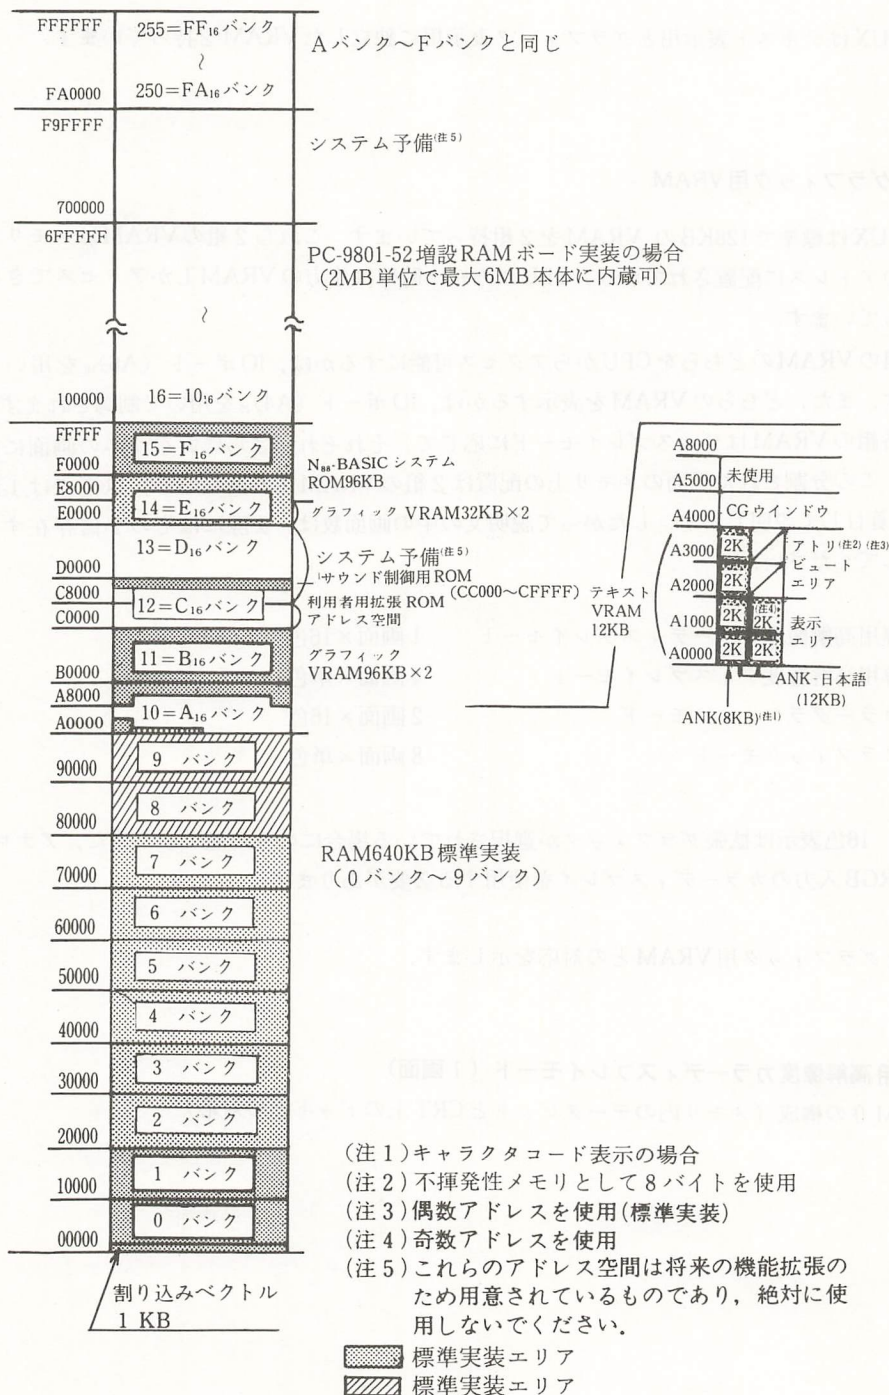 FFFFFF
255=FF₁₆バンク
Aバンク～Fバンクと同じ
～
FA0000
250=FA₁₆バンク
F9FFFF
システム予備(注5)
700000
6FFFFFF
PC-9801-52増設RAMボード実装の場合
(2MB単位で最大6MB本体に内蔵可)
～
100000
16=10₁₆バンク
FFFFF
15=F₁₆バンク
F0000
N₈₈-BASICシステム
ROM96KB
E8000
14=E₁₆バンク
グラフィックVRAM32KB×2
E0000
13=D₁₆バンク
システム予備(注5)
D0000
サウンド制御用ROM
(CC000～CFFFF)
C8000
12=C₁₆バンク
利用者用拡張ROM
アドレス空間
C0000
11=B₁₆バンク
グラフィック
VRAM96KB×2
B0000
A8000
10=A₁₆バンク
A0000
9 バンク
90000
8 バンク
80000
7 バンク
RAM640KB標準実装
(0バンク～9バンク)
70000
6 バンク
60000
5 バンク
50000
4 バンク
40000
3 バンク
30000
2 バンク
20000
1 バンク
10000
0 バンク
00000
割り込みベクトル
1 KB
テキスト
VRAM
12KB
A8000
未使用
A5000
CGウインドウ
A4000
2K
アトリ(注2)(注3)
ビュート
エリア
A3000
2K
A2000
2K
(注4)
2K
表示
エリア
A1000
2K
2K
A0000
ANK・日本語
(12KB)
ANK(8KB)(注1)
(注1)キャラクタコード表示の場合
(注2)不揮発性メモリとして8バイトを使用
(注3)偶数アドレスを使用(標準実装)
(注4)奇数アドレスを使用
(注5)これらのアドレス空間は将来の機能拡張の
ため用意されているものであり，絶対に使
用しないでください．
標準実装エリア
標準実装エリア